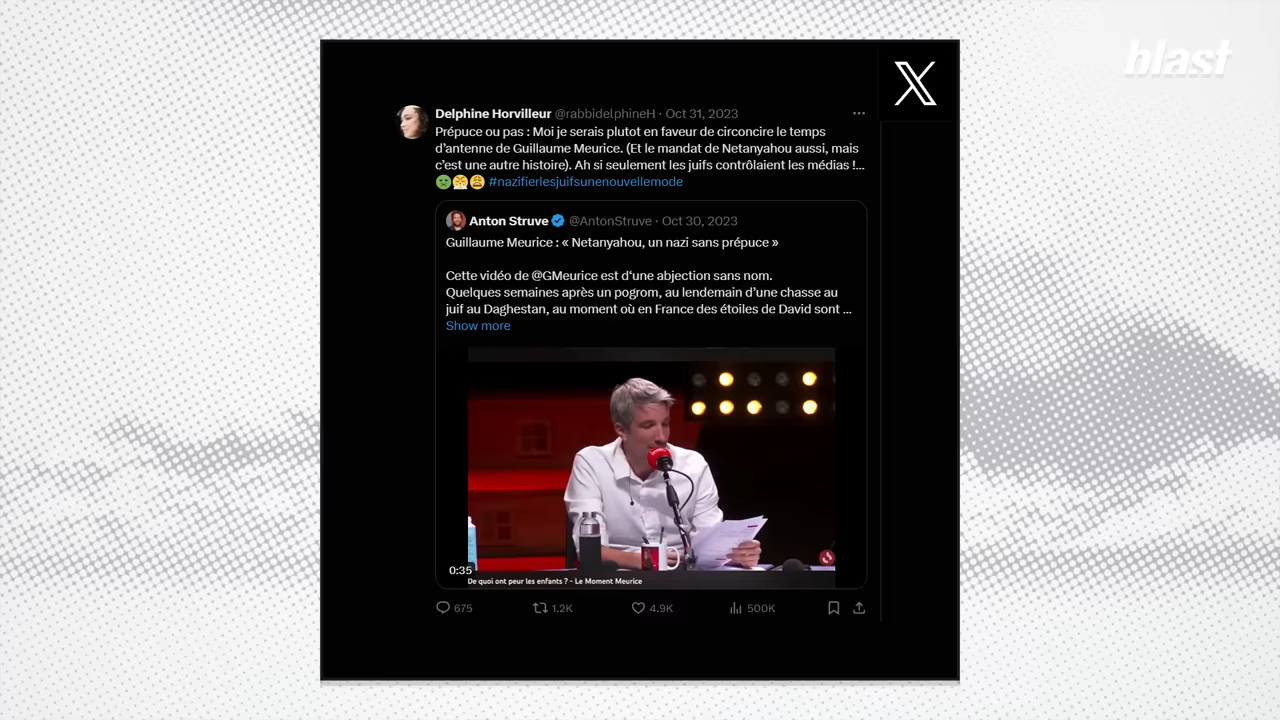 blast
Delphine Horvilleur @rabbidelphineH · Oct 31, 2023
Prépuce ou pas : Moi je serais plutot en faveur de circoncire le temps
d'antenne de Guillaume Meurice. (Et le mandat de Netanyahou aussi, mais
c'est une autre histoire). Ah si seulement les juifs contrôlaient les médias !...
#nazifierlesjuifsunenouvellemode
Anton Struve @AntonStruve · Oct 30, 2023
Guillaume Meurice : « Netanyahou, un nazi sans prépuce »
Cette vidéo de @GMeurice est d'une abjection sans nom.
Quelques semaines après un pogrom, au lendemain d'une chasse au
juif au Daghestan, au moment où en France des étoiles de David sont ...
Show more
0:35
De quoi ont peur les enfants ? - Le Moment Meurice
675 1.2K 4.9K 500K